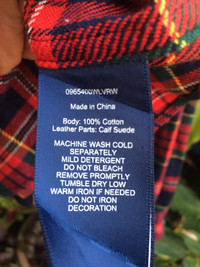 0965400WLVRW
Made in China
Body: 100% Cotton
Leather Parts: Calf Suede
MACHINE WASH COLD
SEPARATELY
MILD DETERGENT
DO NOT BLEACH
REMOVE PROMPTLY
TUMBLE DRY LOW
WARM IRON IF NEEDED
DO NOT IRON
DECORATION